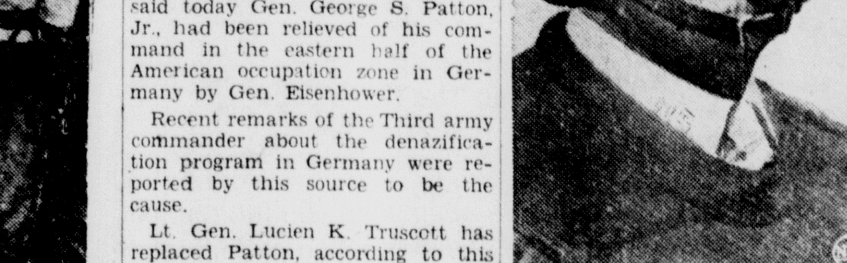 said today Gen. George S. Patton,
Jr., had been relieved of his com-
mand in the eastern half of the
American occupation zone in Ger-
many by Gen. Eisenhower.
Recent remarks of the Third army
commander about the denazifica-
tion program in Germany were re-
ported by this source to be the
cause.
Lt. Gen. Lucien K. Truscott has
replaced Patton, according to this